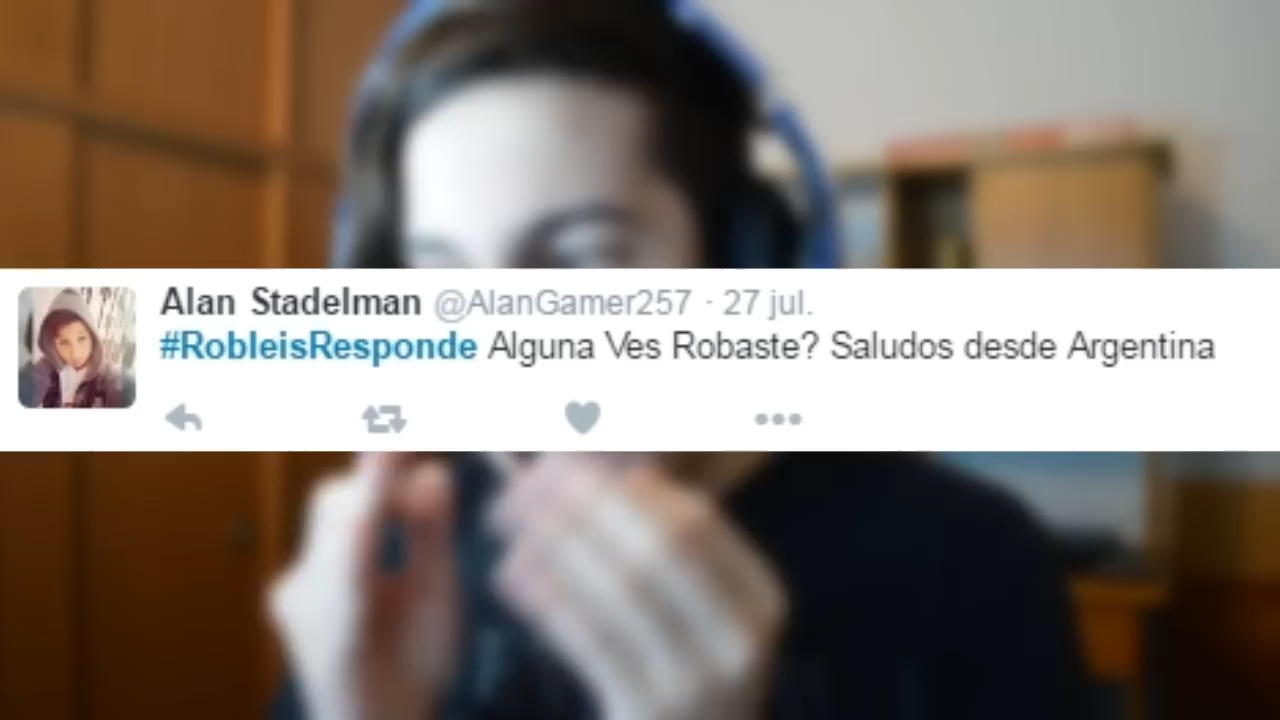 Alan Stadelman @AlanGamer257 · 27 jul.
#RobleisResponde Alguna Ves Robaste? Saludos desde Argentina